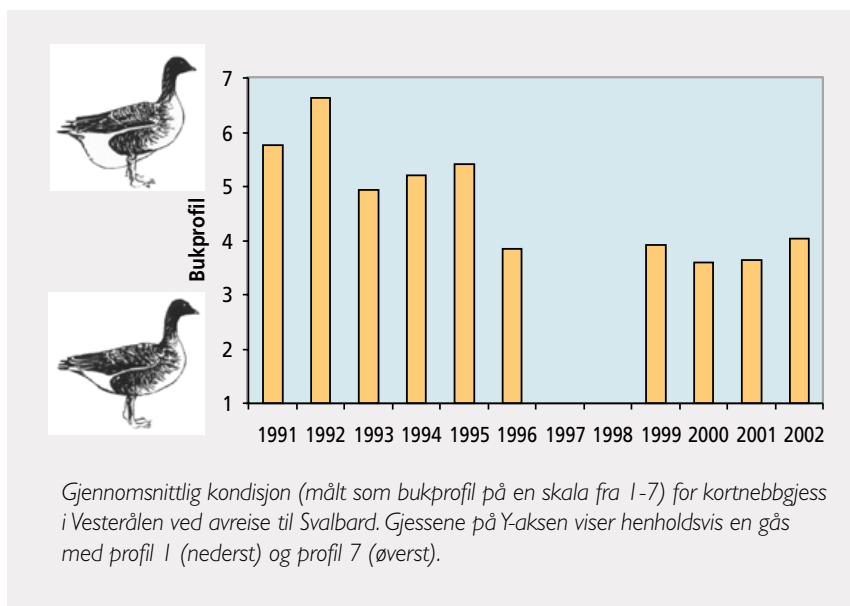 7
6
5
4
3
2
1
Bukprofil
1991 1992 1993 1994 1995 1996 1997 1998 1999 2000 2001 2002
Gjennomsnittlig kondisjon (målt som bukprofil på en skala fra 1-7) for kortnebbgjess
i Vesterålen ved avreise til Svalbard. Gjessene på Y-aksen viser henholdsvis en gås
med profil 1 (nederst) og profil 7 (øverst).